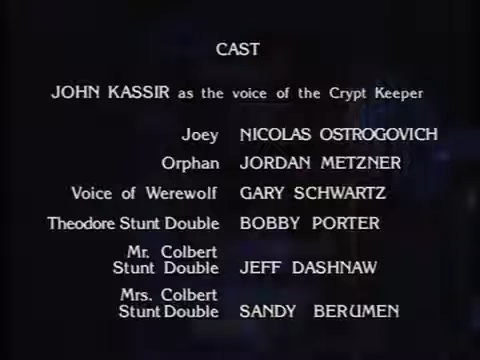 CAST
JOHN KASSIR as the voice of the Crypt Keeper
Joey NICOLAS OSTROGOVICH
Orphan JORDAN METZNER
Voice of Werewolf GARY SCHWARTZ
Theodore Stunt Double BOBBY PORTER
Mr. Colbert
Stunt Double JEFF DASHNAW
Mrs. Colbert
Stunt Double SANDY BERUMEN